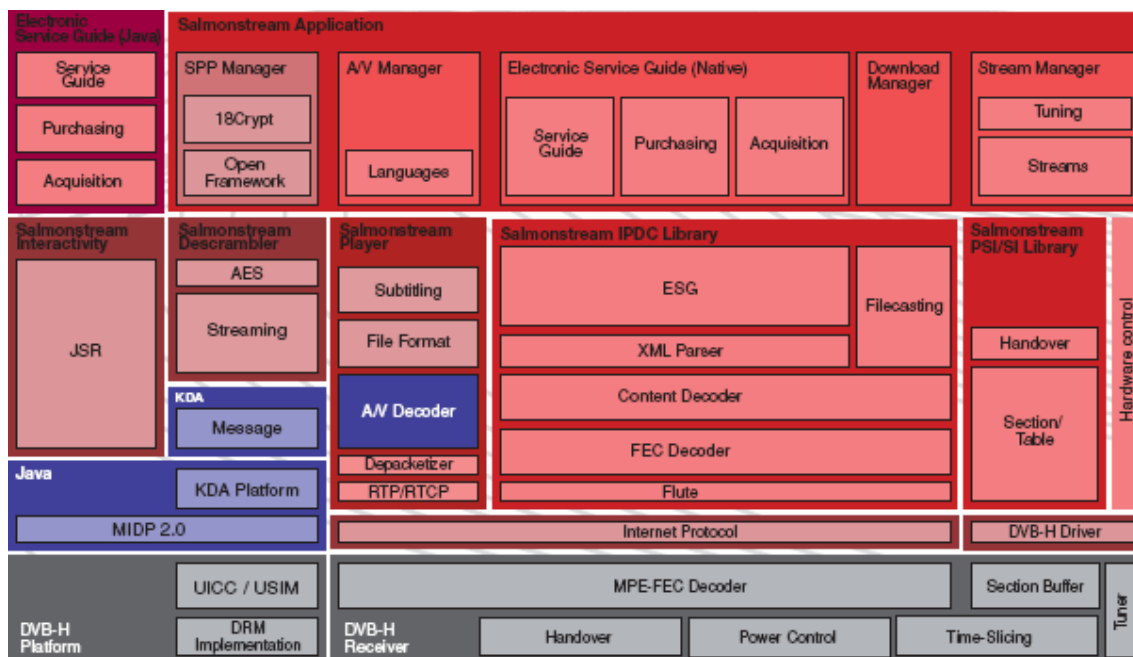 Electronic
Service Guide (Java)
Service
Guide
Purchasing
Acquisition
Salmonstream Application
SPP Manager
18Crypt
Open
Framework
A/V Manager
Languages
Electronic Service Guide (Native)
Service
Guide
Purchasing
Acquisition
Download
Manager
Stream Manager
Tuning
Streams
Salmonstream
Interactivity
JSR
Salmonstream
Descrambler
AES
Streaming
KDA
Message
Salmonstream
Player
Subtitling
File Format
A/V Decoder
Depacketizer
RTP/RTCP
Salmonstream IPDC Library
ESG
XML Parser
Filecasting
Content Decoder
FEC Decoder
Flute
Salmonstream
PSI/SI Library
Handover
Section/
Table
Hardware control
Java
KDA Platform
MIDP 2.0
Internet Protocol
DVB-H Driver
DVB-H
Platform
UICC / USIM
DRM
Implementation
DVB-H
Receiver
MPE-FEC Decoder
Section Buffer
Handover
Power Control
Time-Slicing
Tuner